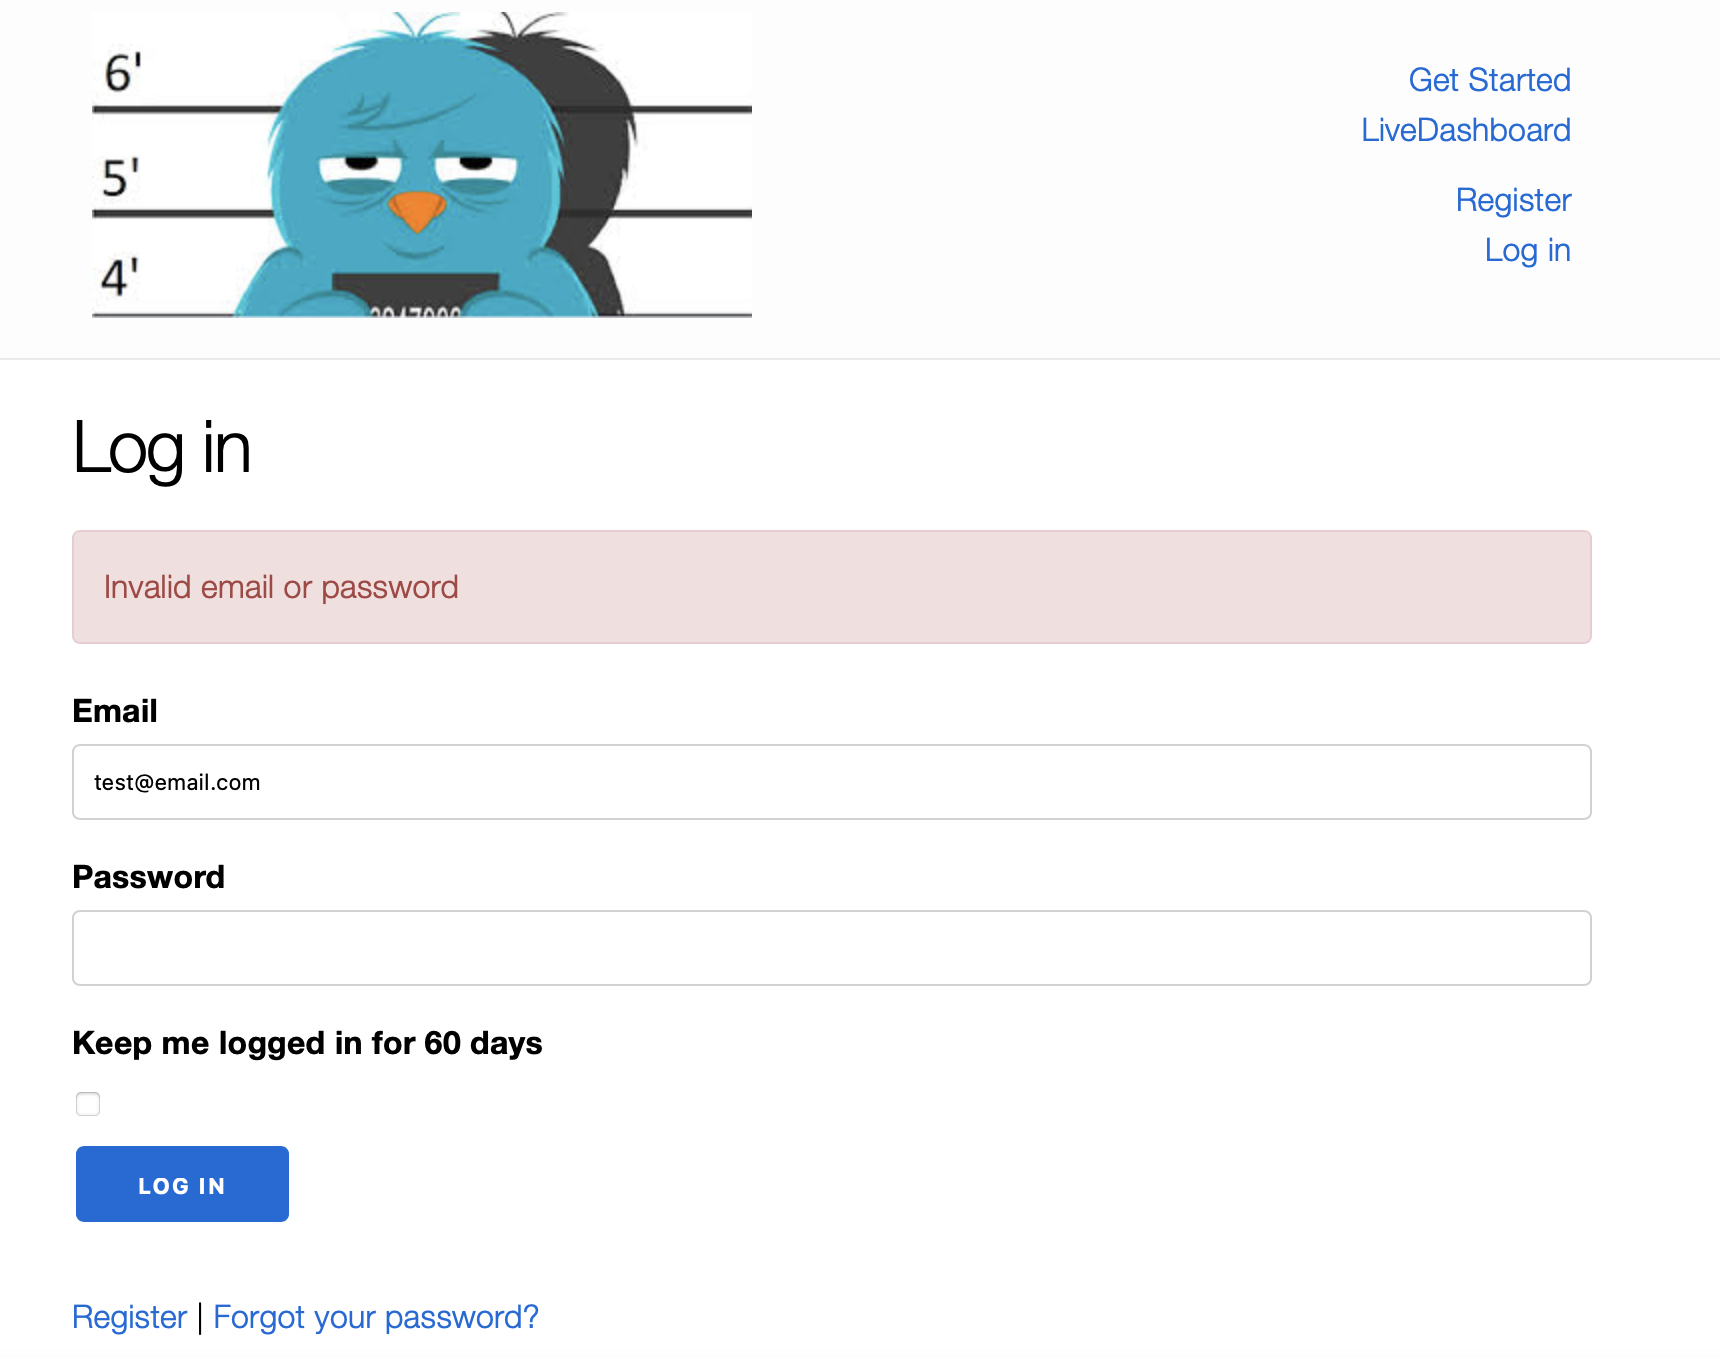 6'
5'
4'
Get Started
LiveDashboard
Register
Log in
Log in
Invalid email or password
Email
test@email.com
Password
Keep me logged in for 60 days
LOG IN
Register | Forgot your password?